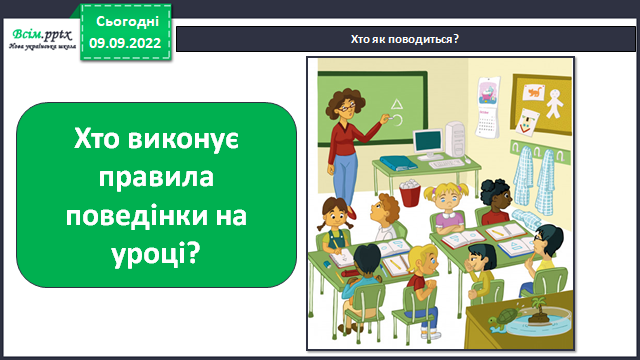 Всім.pptx
Нова українська школа
Сьогодні
09.09.2022
Хто як поводиться?
Хто виконує
правила
поведінки на
уроці?